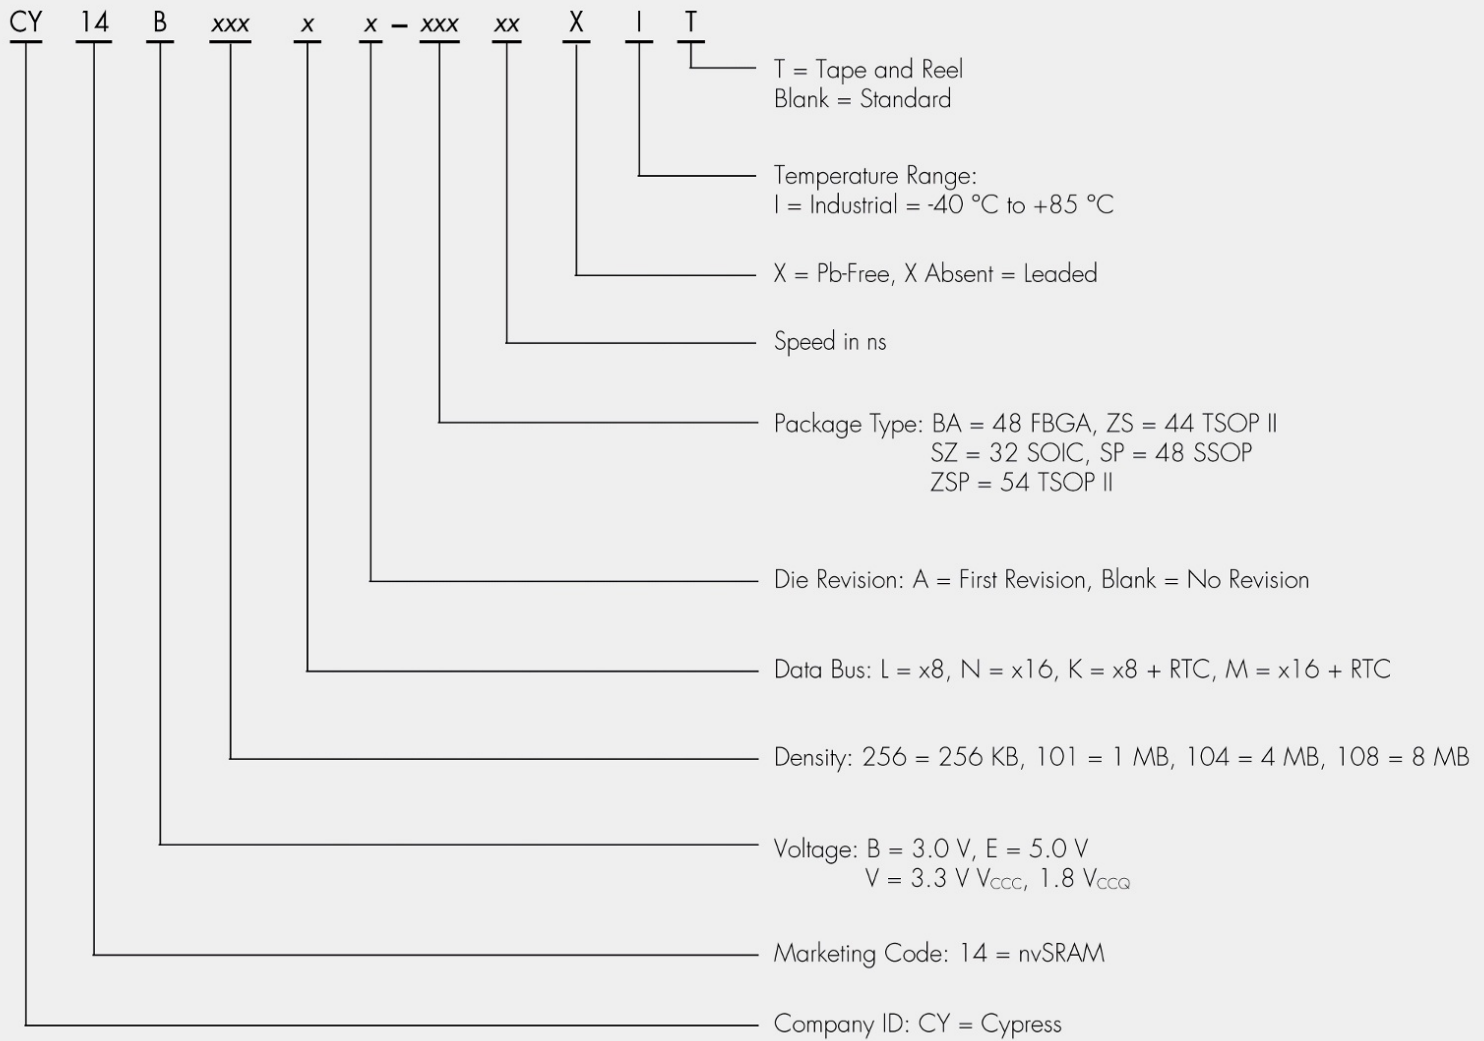 CY 14 B xxx x x – xxx xx X I T
T = Tape and Reel
Blank = Standard
Temperature Range:
I = Industrial = -40 °C to +85 °C
X = Pb-Free, X Absent = Leaded
Speed in ns
Package Type: BA = 48 FBGA, ZS = 44 TSOP II
SZ = 32 SOIC, SP = 48 SSOP
ZSP = 54 TSOP II
Die Revision: A = First Revision, Blank = No Revision
Data Bus: L = x8, N = x16, K = x8 + RTC, M = x16 + RTC
Density: 256 = 256 KB, 101 = 1 MB, 104 = 4 MB, 108 = 8 MB
Voltage: B = 3.0 V, E = 5.0 V
V = 3.3 V VCCC, 1.8 VCCQ
Marketing Code: 14 = nvSRAM
Company ID: CY = Cypress